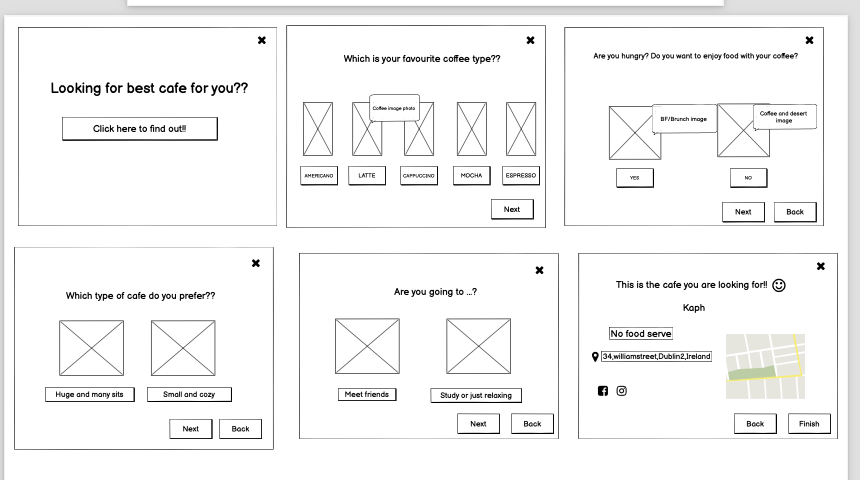 Looking for best cafe for you??
Click here to find out!!
Which is your favourite coffee type??
Coffee image photo
AMERICANO
LATTE
CAPPUCCINO
MOCHA
ESPRESSO
Next
Are you hungry? Do you want to enjoy food with your coffee?
BF/Brunch image
Coffee and desert
image
YES
NO
Next
Back
Which type of cafe do you prefer??
Huge and many sits
Small and cozy
Next
Back
Are you going to ...?
Meet friends
Study or just relaxing
Next
Back
This is the cafe you are looking for!!
Kaph
No food serve
34,williamstreet,Dublin2,Ireland
Back
Finish